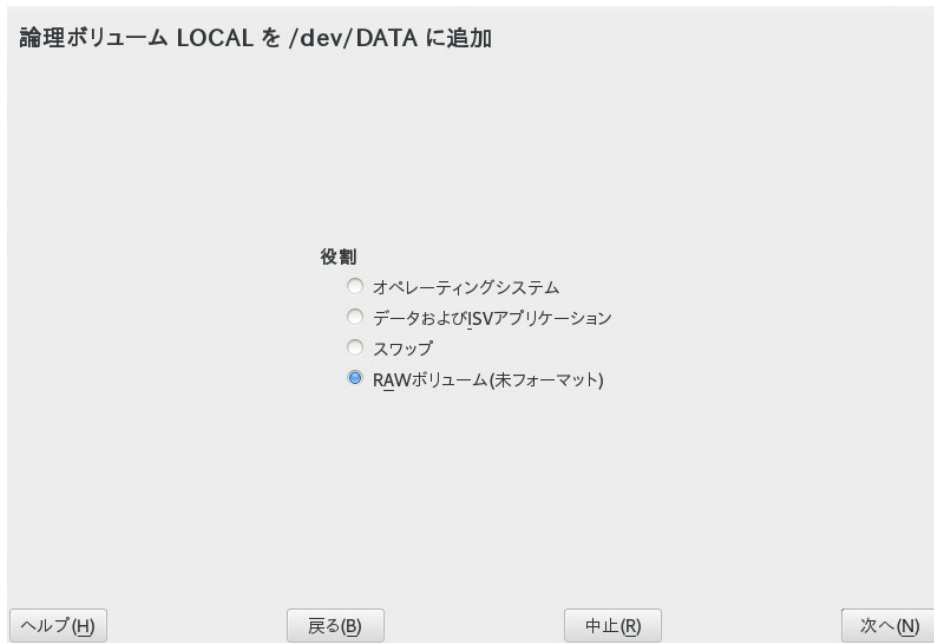 論理ボリューム LOCAL を /dev/DATA に追加
役割
オペレーティングシステム
データおよびISVアプリケーション
スワップ
RAWボリューム(未フォーマット)
ヘルプ(H) 戻る(B) 中止(R) 次へ(N)